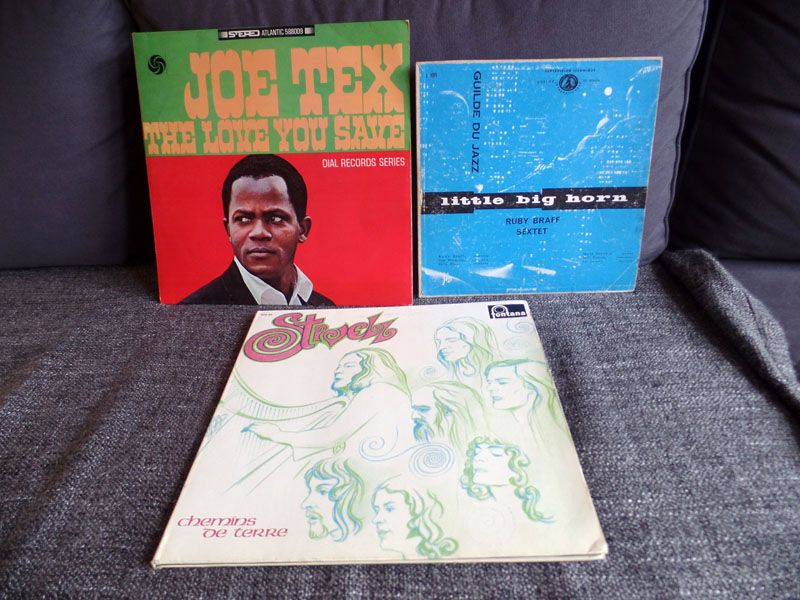 STEREO ATLANTIC 588009
JOE TEX
THE LOVE YOU SAVE
DIAL RECORDS SERIES
GUILDE DU JAZZ
little big horn
RUBY BRAFF
SEXTET
Stivell
fontana
chemins
de terre